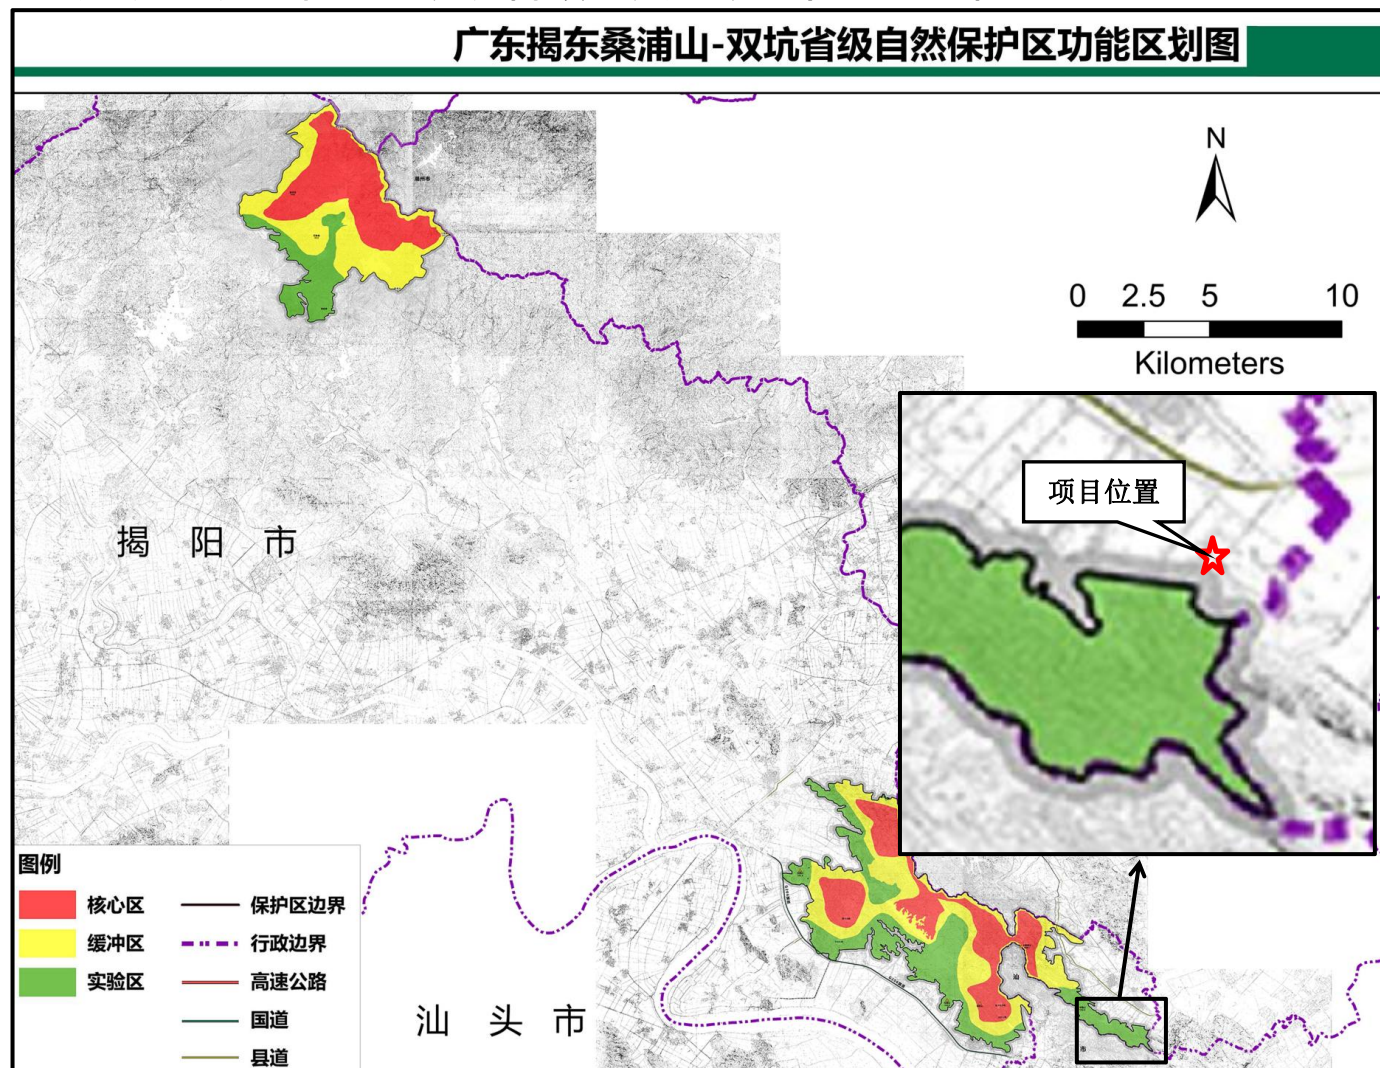 广东揭东桑浦山-双坑省级自然保护区功能区划图
N
0 2.5 5 10
Kilometers
项目位置
揭阳市
汕头市
图例
核心区
缓冲区
实验区
保护区边界
行政边界
高速公路
国道
县道
汕
市